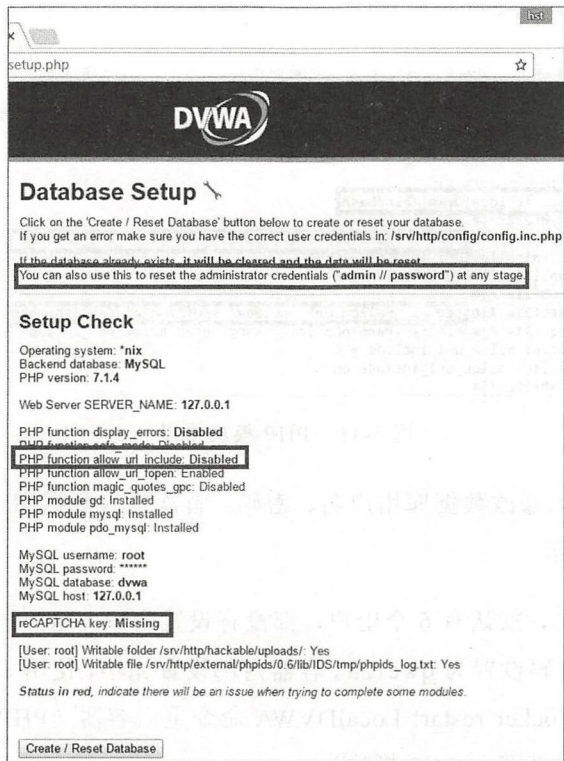 hst
setup.php
DVWA
Database Setup
Click on the 'Create / Reset Database' button below to create or reset your database.
If you get an error make sure you have the correct user credentials in: /srv/http/config/config.inc.php
If the database already exists, it will be cleared and the data will be reset.
You can also use this to reset the administrator credentials ("admin // password") at any stage.
Setup Check
Operating system: *nix
Backend database: MySQL
PHP version: 7.1.4
Web Server SERVER_NAME: 127.0.0.1
PHP function display_errors: Disabled
PHP function safe_mode: Disabled
PHP function allow_url_include: Disabled
PHP function allow_url_fopen: Enabled
PHP function magic_quotes_gpc: Disabled
PHP module gd: Installed
PHP module mysql: Installed
PHP module pdo_mysql: Installed
MySQL username: root
MySQL password: ******
MySQL database: dvwa
MySQL host: 127.0.0.1
reCAPTCHA key: Missing
[User: root] Writable folder /srv/http/hackable/uploads/: Yes
[User: root] Writable file /srv/http/external/phpids/0.6/lib/IDS/tmp/phpids_log.txt: Yes
Status in red, indicate there will be an issue when trying to complete some modules.
Create / Reset Database